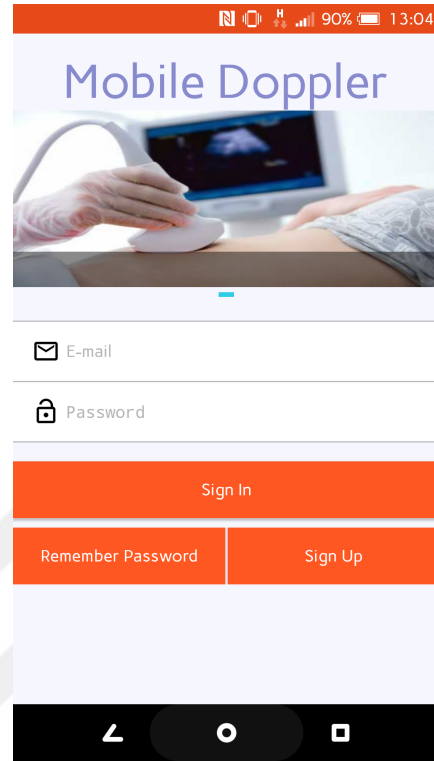 H 90% 13:04
Mobile Doppler
E-mail
Password
Sign In
Remember Password Sign Up